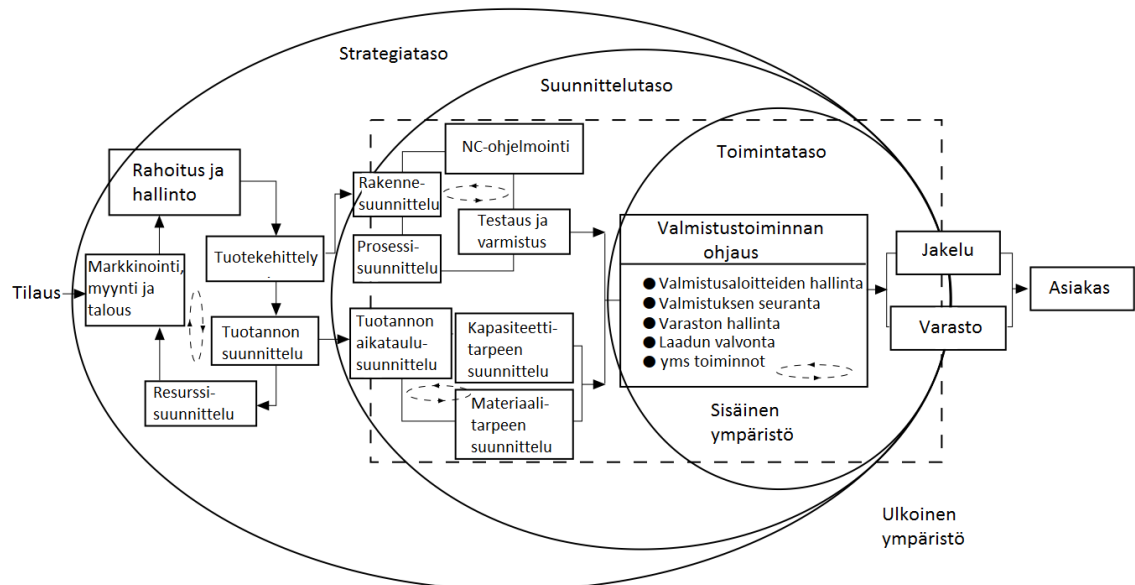 Strategiataso
Suunnittelutaso
Toimintataso
Tilaus
Markkinointi,
myynti ja
talous
Rahoitus ja
hallinto
Tuotekehittely
Tuotannon
suunnittelu
Resurssi-
suunnittelu
NC-ohjelmointi
Rakenne-
suunnittelu
Prosessi-
suunnittelu
Testaus ja
varmistus
Tuotannon
aikataulu-
suunnittelu
Kapasiteetti-
tarpeen
suunnittelu
Materiaali-
tarpeen
suunnittelu
Valmistustoiminnan
ohjaus
● Valmistusaloitteiden hallinta
● Valmistuksen seuranta
● Varaston hallinta
● Laadun valvonta
● yms toiminnot
Sisäinen
ympäristö
Jakelu
Varasto
Asiakas
Ulkoinen
ympäristö